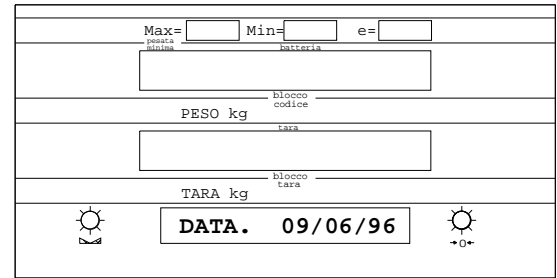 Max= Min= e=
pesata minima batteria
blocco codice
PESO kg
tara
blocco tara
TARA kg
DATA. 09/06/96
→0←